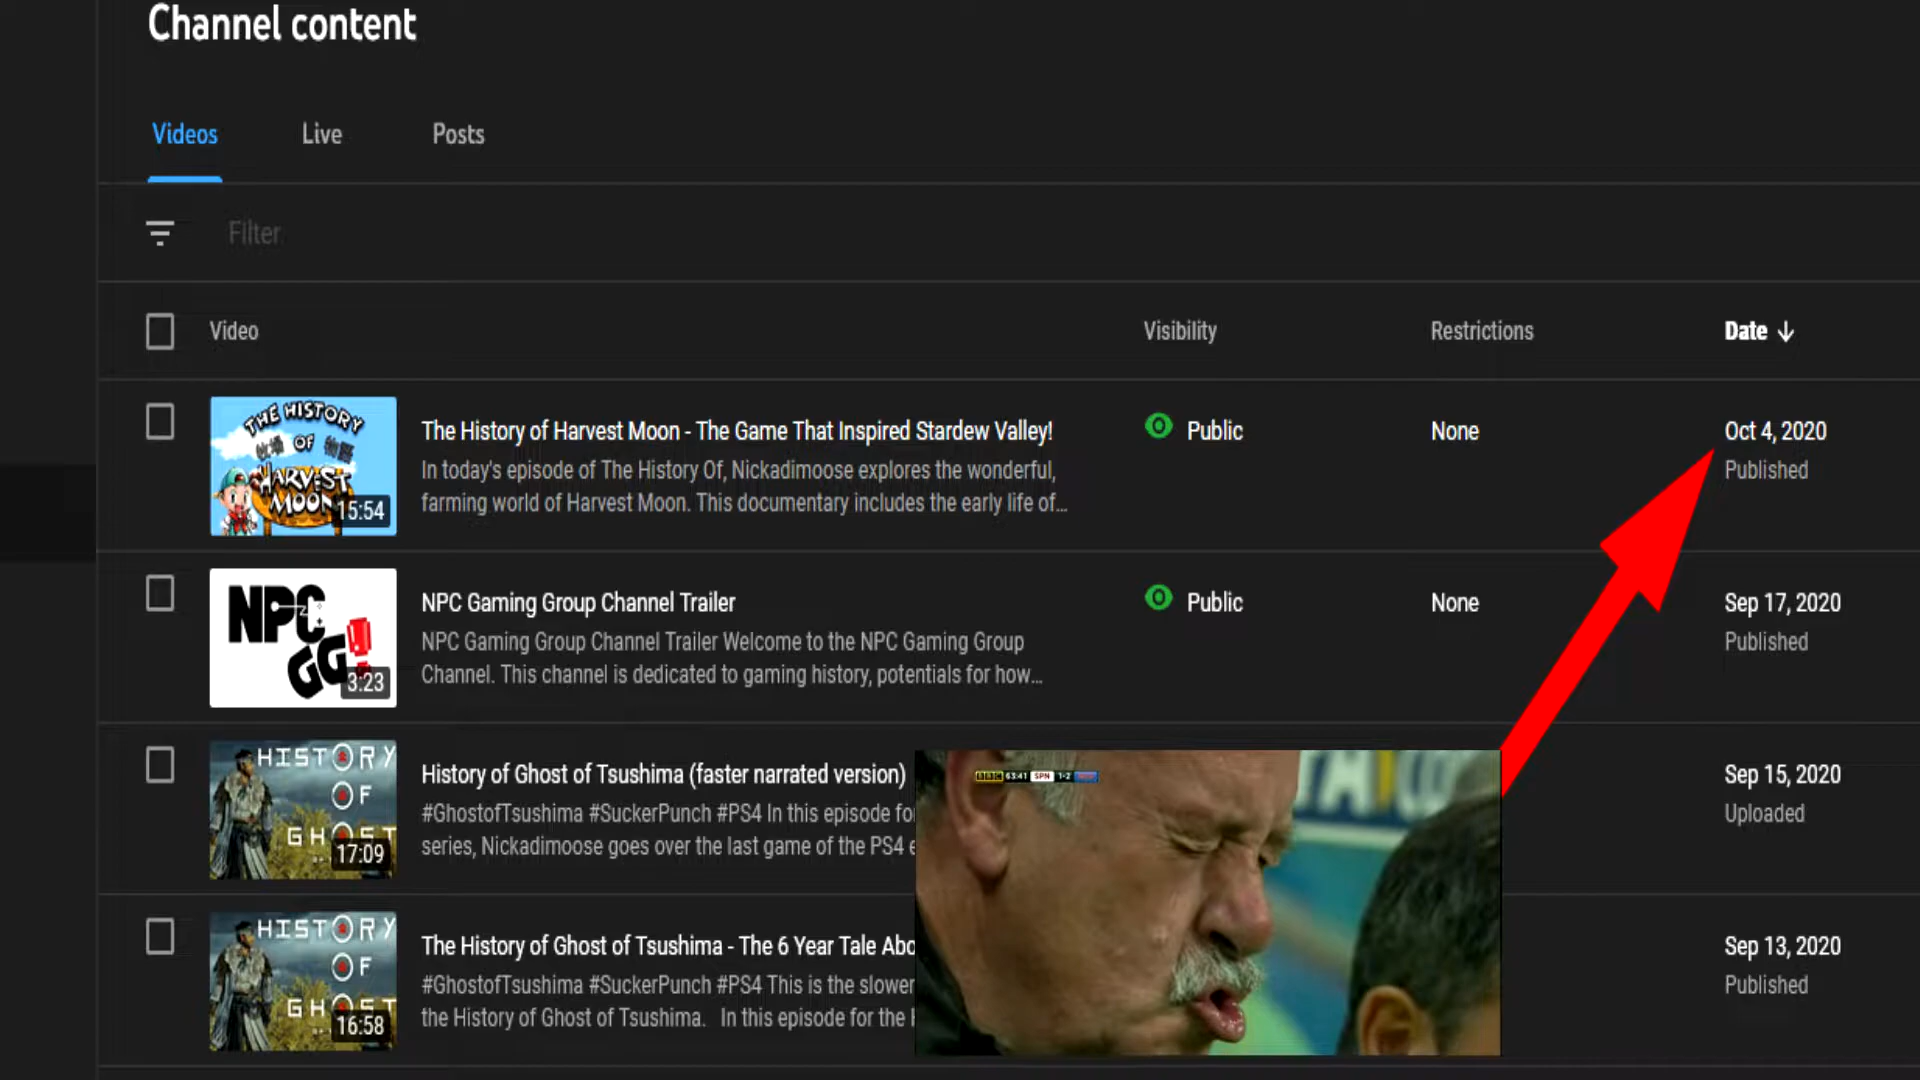 Channel content
Videos Live Posts
Filter
Video Visibility Restrictions Date
THE HISTORY
OF
HARVEST
MOON
15:54
The History of Harvest Moon - The Game That Inspired Stardew Valley!
In today's episode of The History Of, Nickadimoose explores the wonderful,
farming world of Harvest Moon. This documentary includes the early life of...
Public
None
Oct 4, 2020
Published
NPC
GG!
3:23
NPC Gaming Group Channel Trailer
NPC Gaming Group Channel Trailer Welcome to the NPC Gaming Group
Channel. This channel is dedicated to gaming history, potentials for how...
Public
None
Sep 17, 2020
Published
HISTORY
OF
GHOST
17:09
History of Ghost of Tsushima (faster narrated version)
#GhostofTsushima #SuckerPunch #PS4 In this episode fo
series, Nickadimoose goes over the last game of the PS4 e
Sep 15, 2020
Uploaded
HISTORY
OF
GHOST
16:58
The History of Ghost of Tsushima - The 6 Year Tale Abo
#GhostofTsushima #SuckerPunch #PS4 This is the slower
the History of Ghost of Tsushima. In this episode for the
Sep 13, 2020
Published
BBC 63:41 SPN 1-2